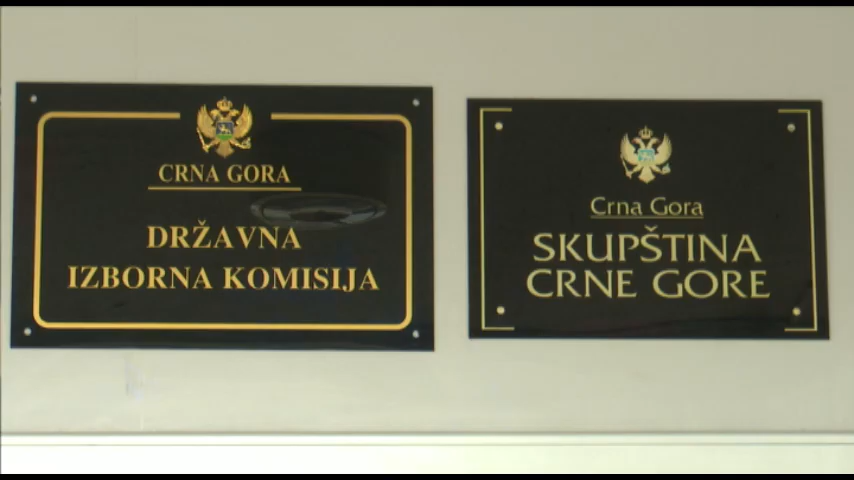 CRNA GORA
DRŽAVNA
IZBORNA KOMISIJA
Crna Gora
SKUPŠTINA
CRNE GORE